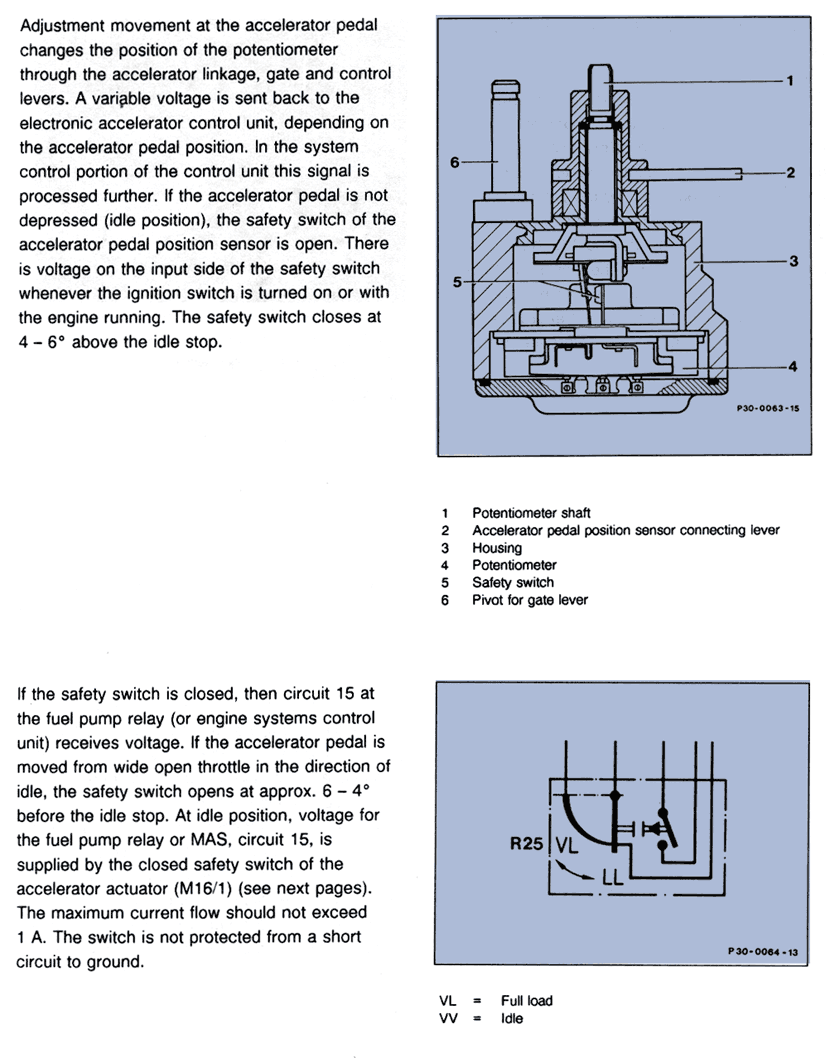 Adjustment movement at the accelerator pedal
changes the position of the potentiometer
through the accelerator linkage, gate and control
levers. A variable voltage is sent back to the
electronic accelerator control unit, depending on
the accelerator pedal position. In the system
control portion of the control unit this signal is
processed further. If the accelerator pedal is not
depressed (idle position), the safety switch of the
accelerator pedal position sensor is open. There
is voltage on the input side of the safety switch
whenever the ignition switch is turned on or with
the engine running. The safety switch closes at
4 – 6° above the idle stop.
1
2
6
3
5
4
P30-0063-15
1 Potentiometer shaft
2 Accelerator pedal position sensor connecting lever
3 Housing
4 Potentiometer
5 Safety switch
6 Pivot for gate lever
If the safety switch is closed, then circuit 15 at
the fuel pump relay (or engine systems control
unit) receives voltage. If the accelerator pedal is
moved from wide open throttle in the direction of
idle, the safety switch opens at approx. 6 – 4°
before the idle stop. At idle position, voltage for
the fuel pump relay or MAS, circuit 15, is
supplied by the closed safety switch of the
accelerator actuator (M16/1) (see next pages).
The maximum current flow should not exceed
1 A. The switch is not protected from a short
circuit to ground.
R25 VL
LL
P30-0064-13
VL = Full load
VV = Idle